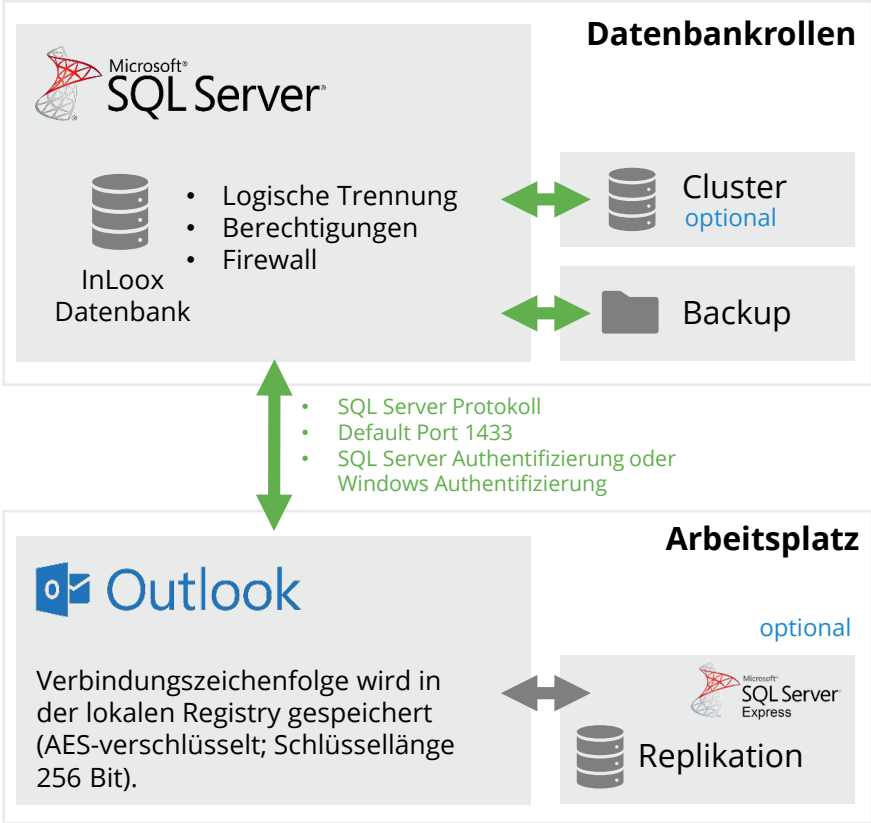 Datenbankrollen
Microsoft®
SQL Server®
InLoox
Datenbank
• Logische Trennung
• Berechtigungen
• Firewall
Cluster
optional
Backup
• SQL Server Protokoll
• Default Port 1433
• SQL Server Authentifizierung oder
Windows Authentifizierung
Arbeitsplatz
Outlook
Verbindungszeichenfolge wird in
der lokalen Registry gespeichert
(AES-verschlüsselt; Schlüssellänge
256 Bit).
optional
Microsoft®
SQL Server®
Express
Replikation